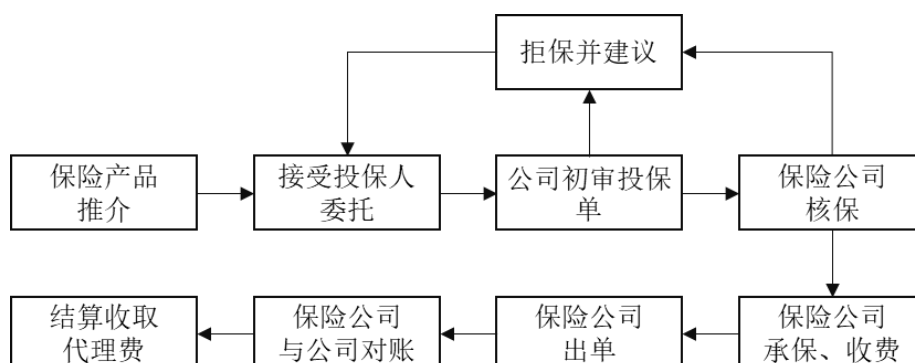 拒保并建议
保险产品
推介
接受投保人
委托
公司初审投保
单
保险公司
核保
结算收取
代理费
保险公司
与公司对账
保险公司
出单
保险公司
承保、收费